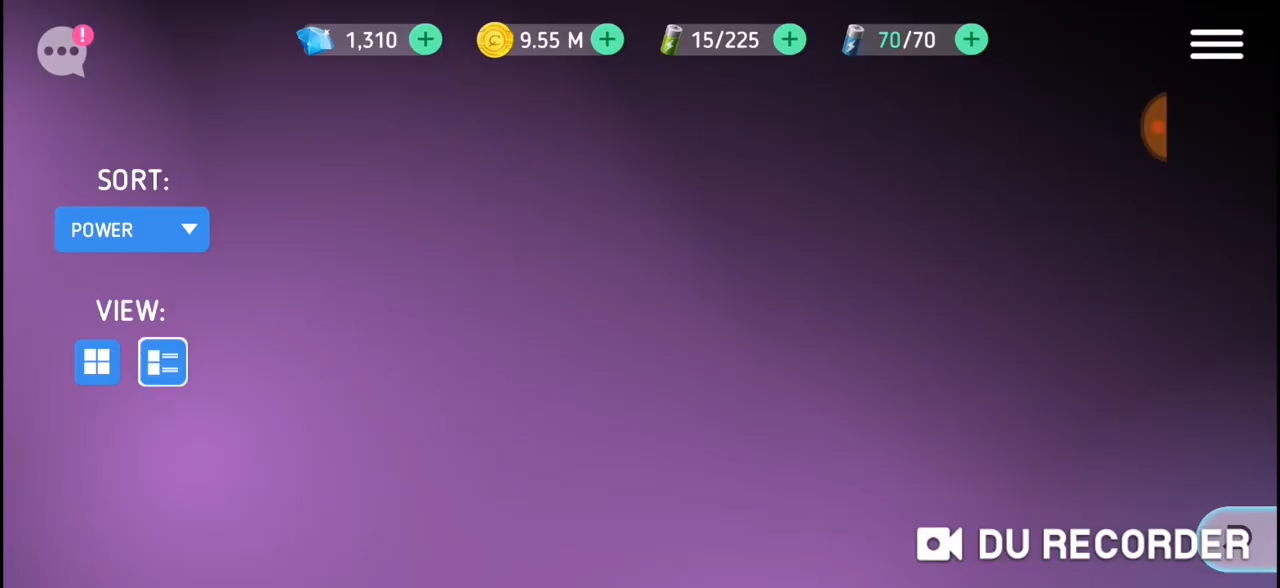 1,310
9.55 M
15/225
70/70
SORT:
POWER
VIEW:
DU RECORDER